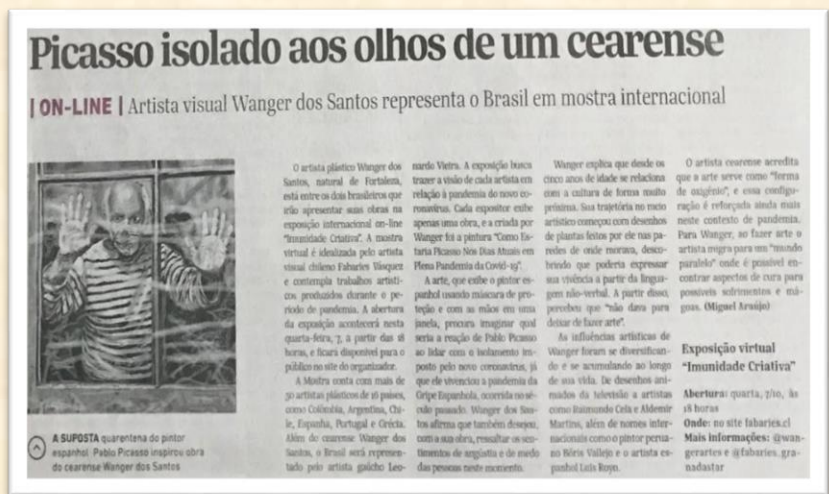 Picasso isolado aos olhos de um cearense
| ON-LINE | Artista visual Wanger dos Santos representa o Brasil em mostra internacional
O artista plástico Wanger dos
Santos, natural de Fortaleza,
está entre os dois brasileiros que
irão apresentar suas obras na
exposição internacional on-line
"Imunidade Criativa". A mostra
virtual é idealizada pelo artista
visual chileno Fabaries Vásquez
e contempla trabalhos artísti-
cos produzidos durante o pe-
ríodo de pandemia. A abertura
da exposição acontecerá nesta
quarta-feira, 7, a partir das 18
horas, e ficará disponível para o
público no site do organizador.
A Mostra conta com mais de
50 artistas plásticos de 16 países,
como Colômbia, Argentina, Chi-
le, Espanha, Portugal e Grécia.
Além do cearense Wanger dos
Santos, o Brasil será represen-
tado pelo artista gaúcho Leo-
nardo Vieira. A exposição busca
trazer a visão de cada artista em
relação à pandemia do novo co-
ronavírus. Cada expositor exibe
apenas uma obra, e a criada por
Wanger foi a pintura "Como Es-
taria Picasso Nos Dias Atuais em
Plena Pandemia da Covid-19".
A arte, que exibe o pintor es-
panhol usando máscara de pro-
teção e com as mãos em uma
janela, procura imaginar qual
seria a reação de Pablo Picasso
ao lidar com o isolamento im-
posto pelo novo coronavírus, já
que ele vivenciou a pandemia da
Gripe Espanhola, ocorrida no sé-
culo passado. Wanger dos San-
tos afirma que também desejou,
com a sua obra, ressaltar os sen-
timentos de angústia e de medo
das pessoas neste momento.
Wanger explica que desde os
cinco anos de idade se relaciona
com a cultura de forma muito
próxima. Sua trajetória no meio
artístico começou com desenhos
de plantas feitos por ele nas pa-
redes de onde morava, desco-
brindo que poderia expressar
sua vivência a partir da lingua-
gem não-verbal. A partir disso,
percebeu que "não dava para
deixar de fazer arte".
As influências artísticas de
Wanger foram se diversifican-
do e se acumulando ao longo
de sua vida. De desenhos ani-
mados da televisão a artistas
como Raimundo Cela e Aldemir
Martins, além de nomes inter-
nacionais como o pintor perua-
no Bóris Vallejo e o artista es-
panhol Luis Royo.
O artista cearense acredita
que a arte serve como "forma
de oxigênio", e essa configu-
ração é reforçada ainda mais
neste contexto de pandemia.
Para Wanger, ao fazer arte o
artista migra para um "mundo
paralelo" onde é possível en-
contrar aspectos de cura para
possíveis sofrimentos e má-
goas. (Miguel Araújo)
Exposição virtual
"Imunidade Criativa"
Abertura: quarta, 7/10, às
18 horas
Onde: no site fabaries.cl
Mais informações: @wan-
gerartes e @fabaries_gra-
nadastar
A SUPOSTA quarentena do pintor
espanhol Pablo Picasso inspirou obra
do cearense Wanger dos Santos